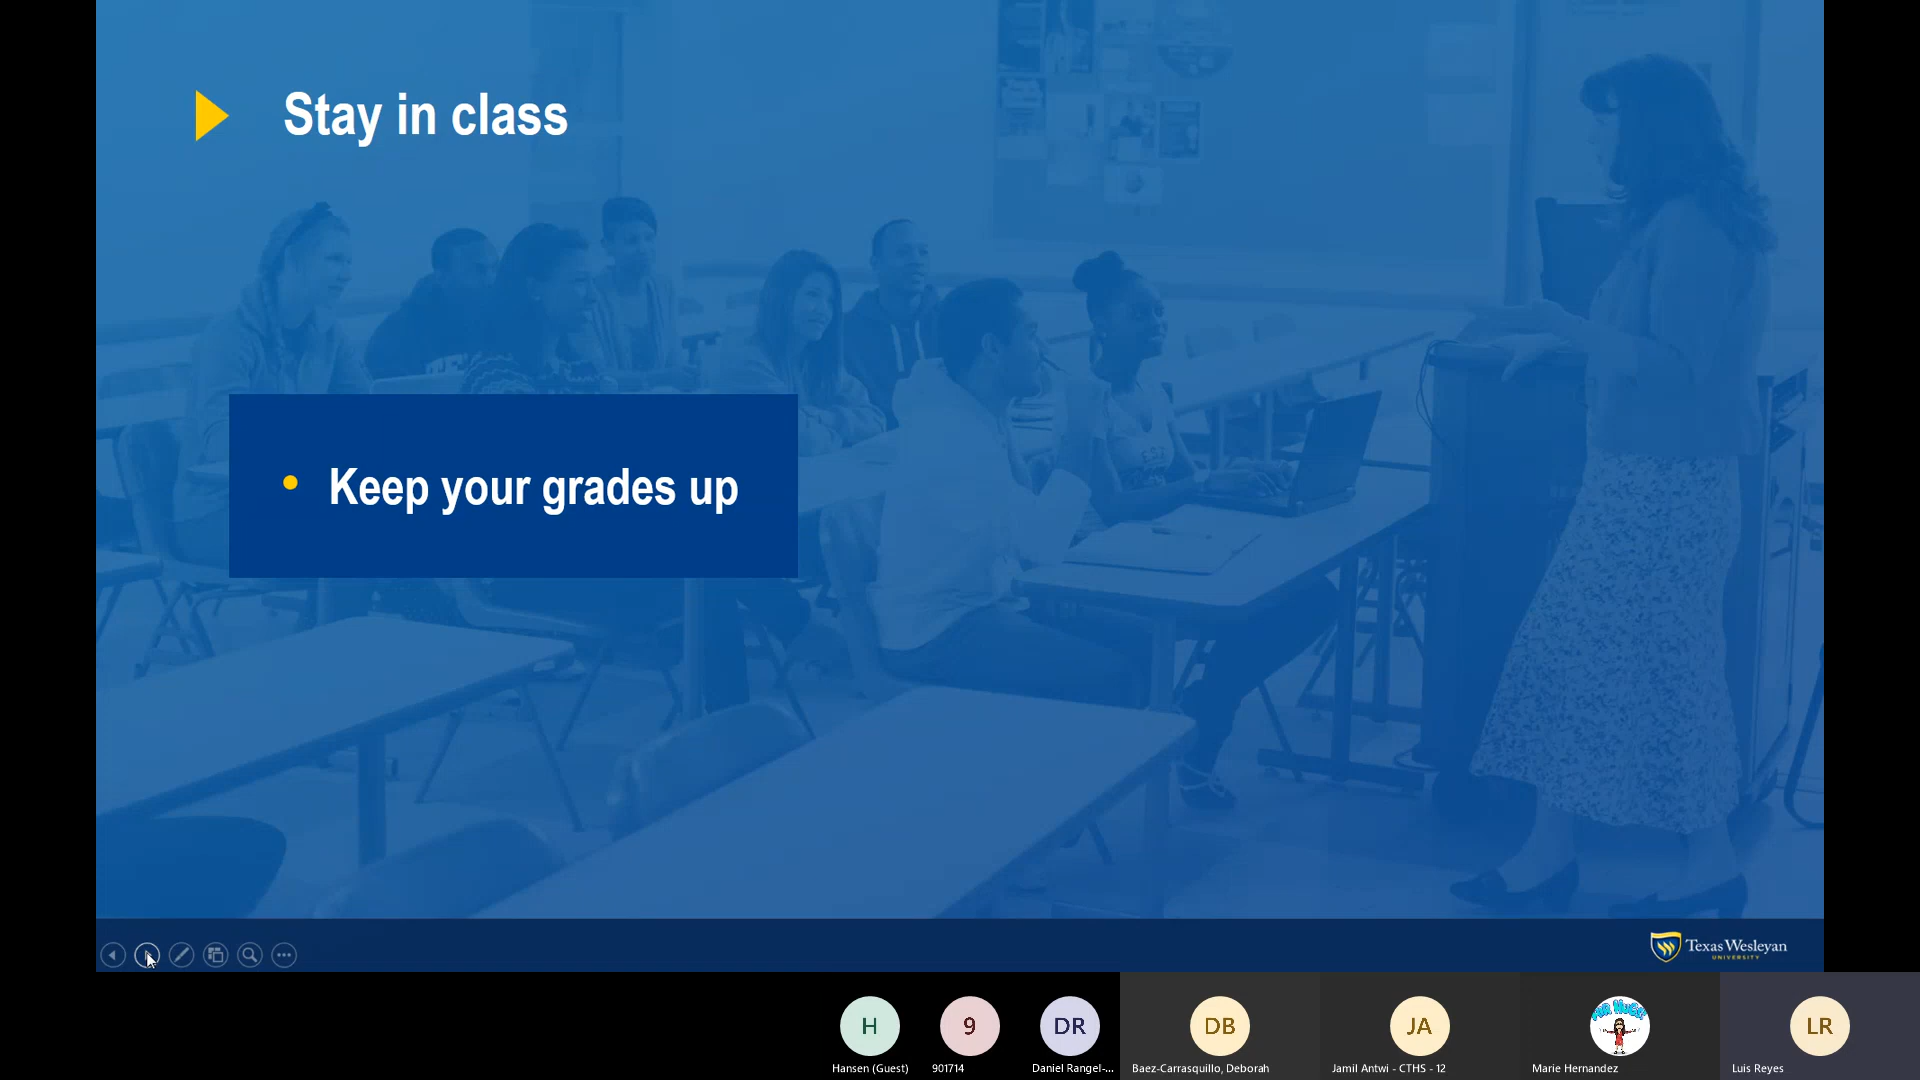 Stay in class
• Keep your grades up
Texas Wesleyan
UNIVERSITY
H
9
DR
DB
JA
LR
Hansen (Guest)
901714
Daniel Rangel-...
Baez-Carrasquillo, Deborah
Jamil Antwi - CTHS - 12
Marie Hernandez
Luis Reyes